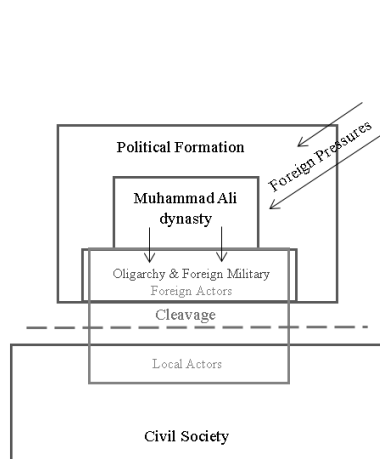 Political Formation
Foreign Pressures
Muhammad Ali
dynasty
Oligarchy & Foreign Military
Foreign Actors
Cleavage
Local Actors
Civil Society